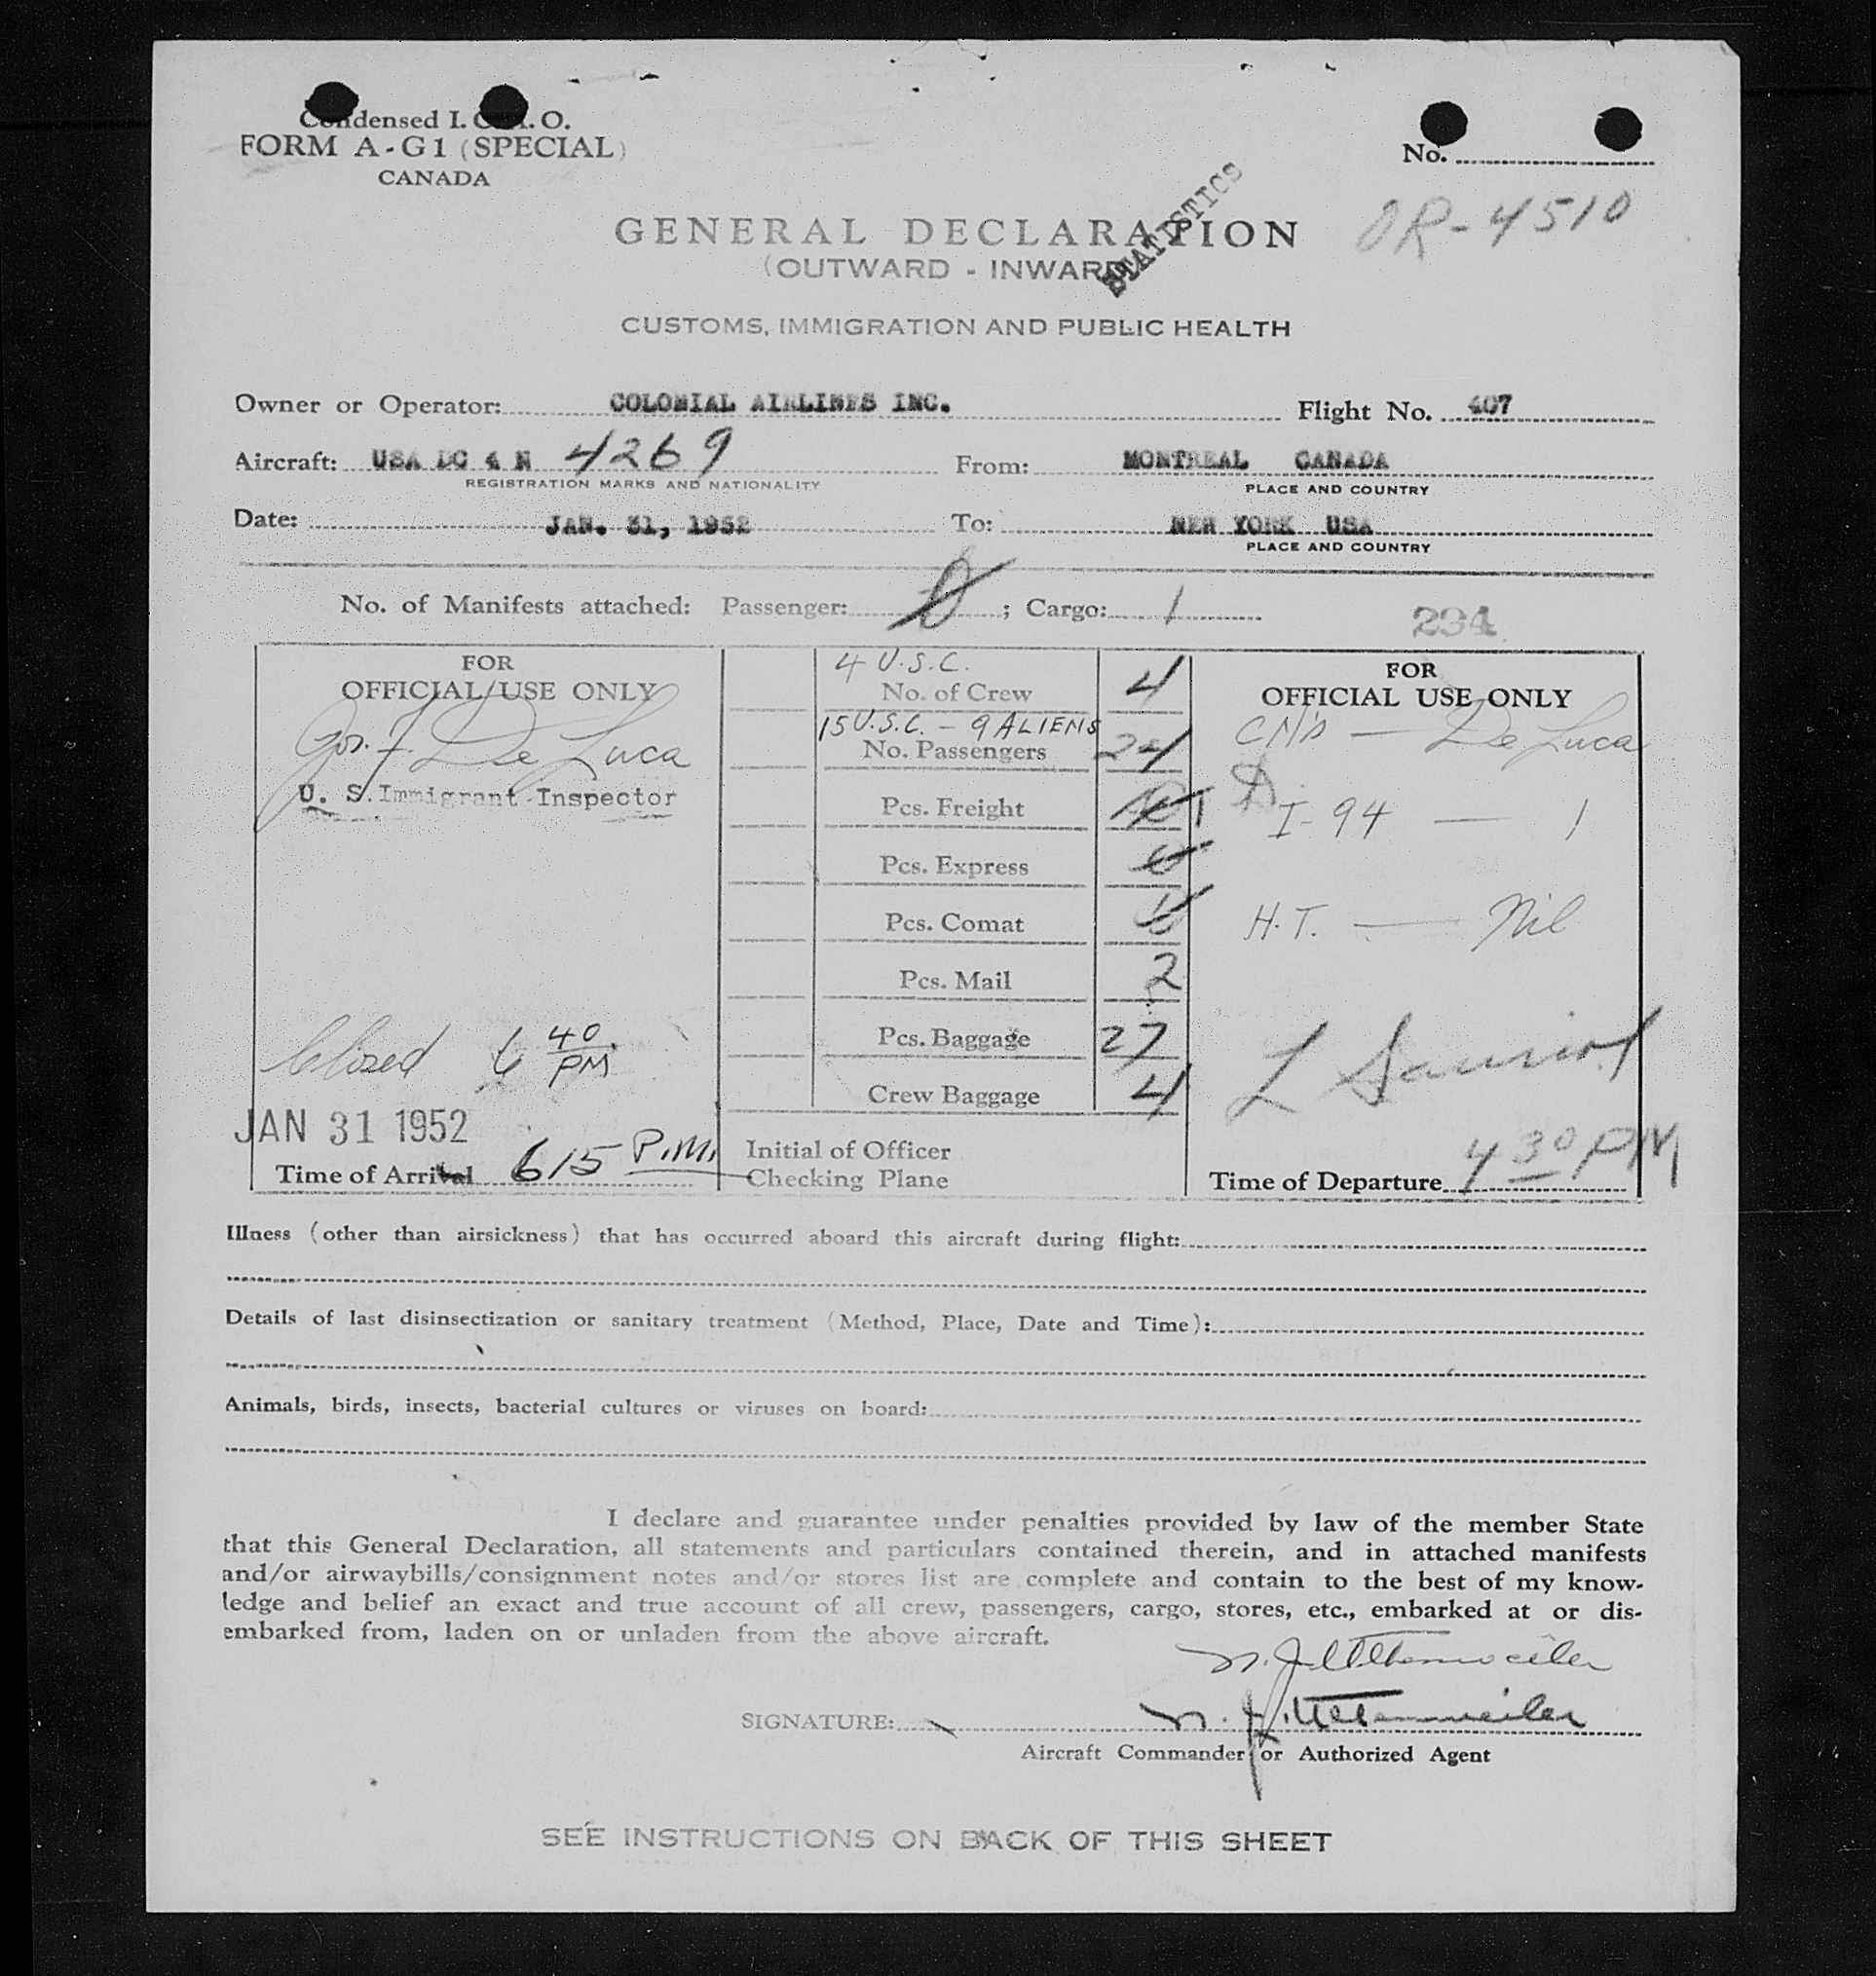 Condensed I. C. A. O.
FORM A-G1 (SPECIAL)
CANADA
No.
OR-4510
STATISTICS
GENERAL DECLARATION
(OUTWARD - INWARD)
CUSTOMS, IMMIGRATION AND PUBLIC HEALTH
Owner or Operator: COLONIAL AIRLINES INC. Flight No. 407
Aircraft: USA DC 4 N 4269 From: MONTREAL CANADA
REGISTRATION MARKS AND NATIONALITY PLACE AND COUNTRY
Date: JAN. 31, 1952 To: NEW YORK USA
PLACE AND COUNTRY
No. of Manifests attached: Passenger: 0 ; Cargo: 1
234
FOR
OFFICIAL USE ONLY
Jos. F. De Luca
U. S. Immigrant Inspector
Closed 6 40 PM
JAN 31 1952
Time of Arrival 615 P.M.
4 U.S.C.
No. of Crew 4
15 U.S.C. - 9 ALIENS
No. Passengers 24
Pcs. Freight 1
Pcs. Express
Pcs. Comat
Pcs. Mail 2
Pcs. Baggage 27
Crew Baggage 4
Initial of Officer
Checking Plane
FOR
OFFICIAL USE ONLY
— De Luca
I-94 — 1
H.T. — Nil
L Sauriol
Time of Departure 4 30 PM
Illness (other than airsickness) that has occurred aboard this aircraft during flight:
Details of last disinsectization or sanitary treatment (Method, Place, Date and Time):
Animals, birds, insects, bacterial cultures or viruses on board:
I declare and guarantee under penalties provided by law of the member State
that this General Declaration, all statements and particulars contained therein, and in attached manifests
and/or airwaybills/consignment notes and/or stores list are complete and contain to the best of my know-
ledge and belief an exact and true account of all crew, passengers, cargo, stores, etc., embarked at or dis-
embarked from, laden on or unladen from the above aircraft.
SIGNATURE:
Aircraft Commander or Authorized Agent
SEE INSTRUCTIONS ON BACK OF THIS SHEET